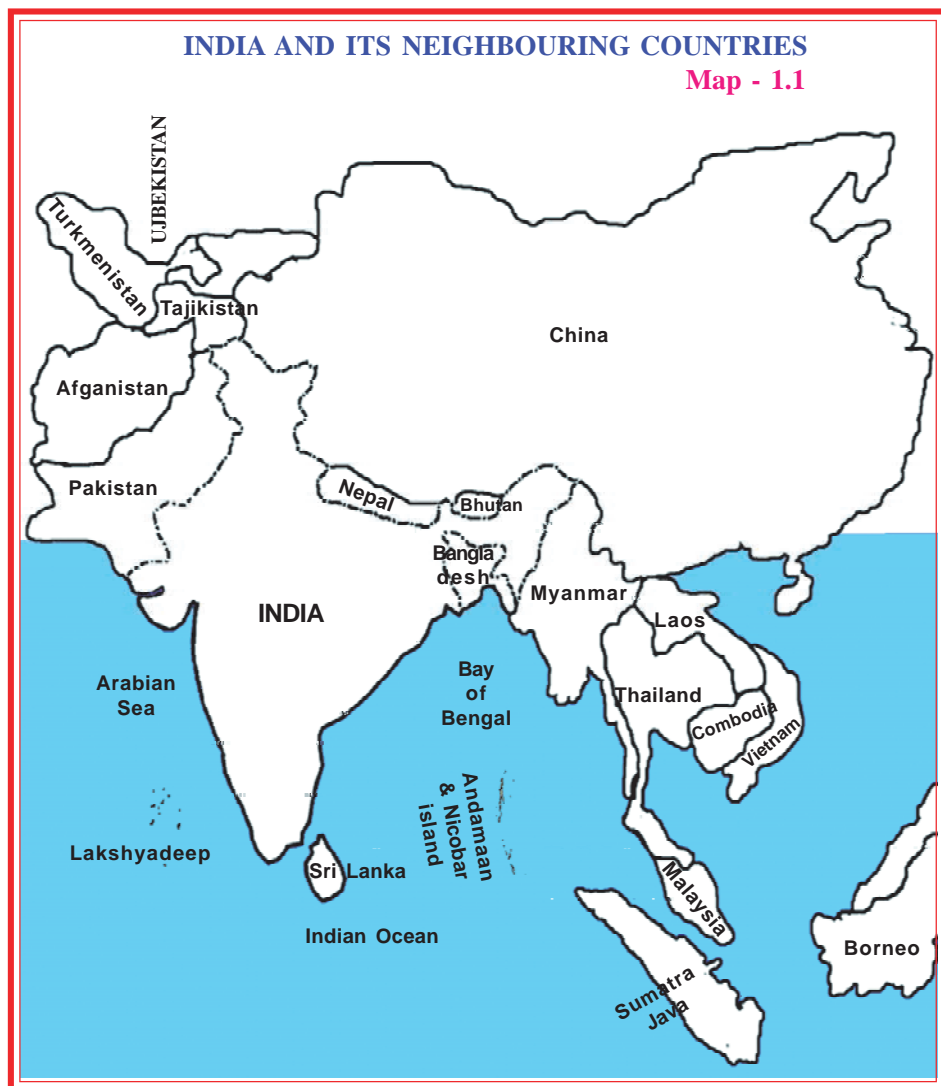 INDIA AND ITS NEIGHBOURING COUNTRIES
Map - 1.1
UJBEKISTAN
Turkmenistan
Tajikistan
China
Afganistan
Pakistan
Nepal
Bhutan
Bangla
desh
Myanmar
INDIA
Laos
Arabian
Sea
Bay
of
Bengal
Thailand
Combodia
Vietnam
Andamaan
& Nicobar
island
Lakshyadeep
Sri Lanka
Malaysia
Indian Ocean
Borneo
Sumatra
Java